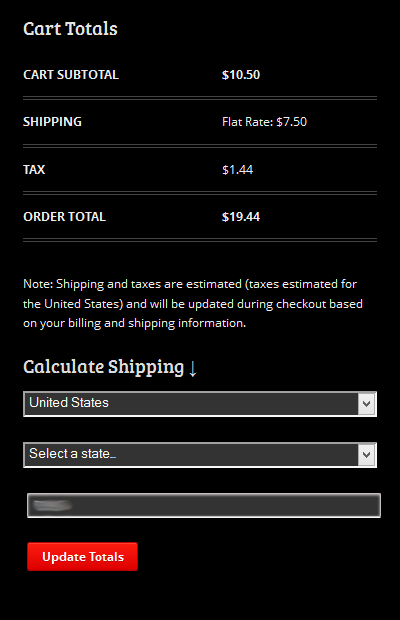 Cart Totals
CART SUBTOTAL $10.50
SHIPPING Flat Rate: $7.50
TAX $1.44
ORDER TOTAL $19.44
Note: Shipping and taxes are estimated (taxes estimated for
the United States) and will be updated during checkout based
on your billing and shipping information.
Calculate Shipping ↓
United States
Select a state…
Update Totals